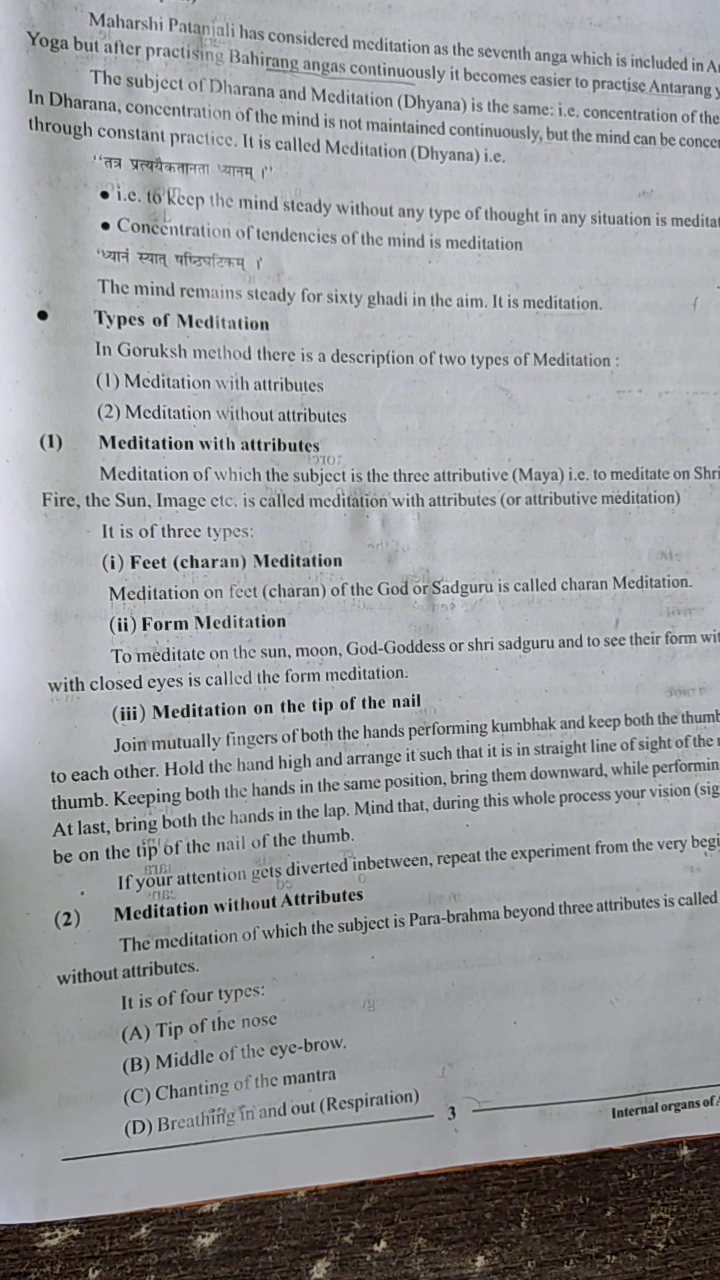 Maharshi Patanjali has considered meditation as the seventh anga which is included in
Yoga but after practising Bahirang angas continuously it becomes easier to practise Antarang
The subject of Dharana and Meditation (Dhyana) is the same: i.e. concentration of the
In Dharana, concentration of the mind is not maintained continuously, but the mind can be
through constant practice. It is called Meditation (Dhyana) i.e.
“तत्र प्रत्ययैकतानता ध्यानम् ।”
• i.e. to keep the mind steady without any type of thought in any situation is
• Concentration of tendencies of the mind is meditation
'ध्यानं स्यात् षष्ठिघटिकम् ।'
The mind remains steady for sixty ghadi in the aim. It is meditation.
• Types of Meditation
In Goruksh method there is a description of two types of Meditation :
(1) Meditation with attributes
(2) Meditation without attributes
(1) Meditation with attributes
Meditation of which the subject is the three attributive (Maya) i.e. to meditate on Shri
Fire, the Sun, Image etc. is called meditation with attributes (or attributive meditation)
It is of three types:
(i) Feet (charan) Meditation
Meditation on feet (charan) of the God or Sadguru is called charan Meditation.
(ii) Form Meditation
To meditate on the sun, moon, God-Goddess or shri sadguru and to see their form
with closed eyes is called the form meditation.
(iii) Meditation on the tip of the nail
Join mutually fingers of both the hands performing kumbhak and keep both the
to each other. Hold the hand high and arrange it such that it is in straight line of sight of the
thumb. Keeping both the hands in the same position, bring them downward, while
At last, bring both the hands in the lap. Mind that, during this whole process your vision
be on the tip of the nail of the thumb.
If your attention gets diverted inbetween, repeat the experiment from the very
(2) Meditation without Attributes
The meditation of which the subject is Para-brahma beyond three attributes is called
without attributes.
It is of four types:
(A) Tip of the nose
(B) Middle of the eye-brow.
(C) Chanting of the mantra
(D) Breathing in and out (Respiration)
3
Internal organs of